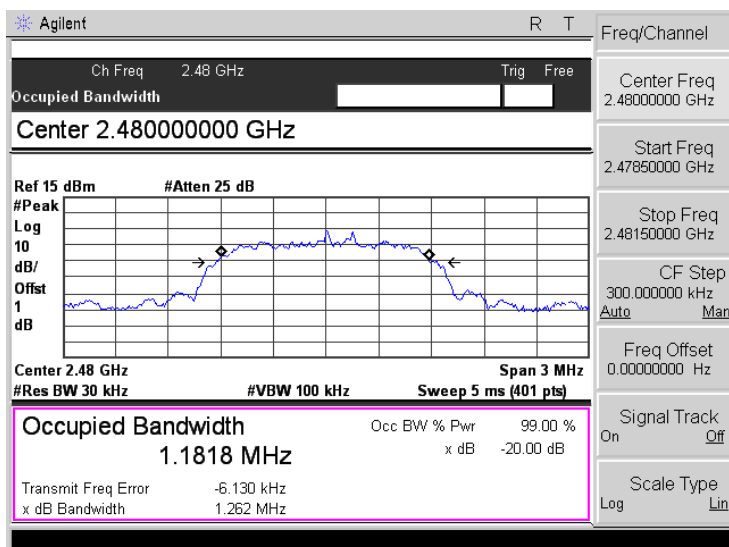 Agilent R T
Freq/Channel
Ch Freq 2.48 GHz Trig Free
Occupied Bandwidth
Center 2.480000000 GHz
Center Freq
2.48000000 GHz
Start Freq
2.47850000 GHz
Stop Freq
2.48150000 GHz
CF Step
300.000000 kHz
Auto Man
Freq Offset
0.00000000 Hz
Signal Track
On Off
Scale Type
Log Lin
Ref 15 dBm #Atten 25 dB
#Peak
Log
10
dB/
Offst
1
dB
Center 2.48 GHz Span 3 MHz
#Res BW 30 kHz #VBW 100 kHz Sweep 5 ms (401 pts)
Occupied Bandwidth Occ BW % Pwr 99.00 %
1.1818 MHz x dB -20.00 dB
Transmit Freq Error -6.130 kHz
x dB Bandwidth 1.262 MHz